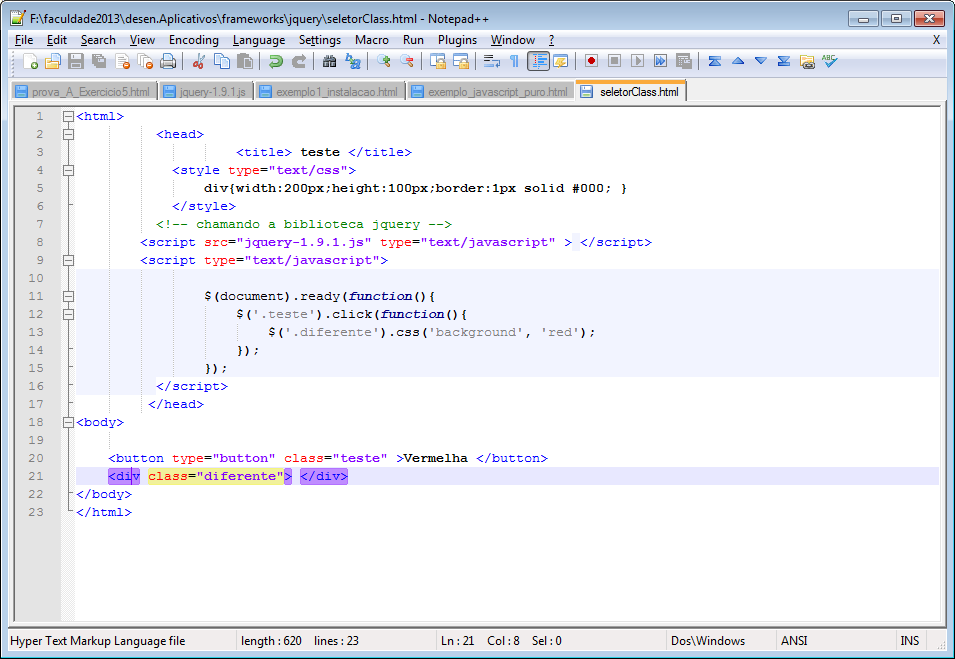 F:\faculdade2013\desen.Aplicativos\frameworks\jquery\seletorClass.html - Notepad++
File Edit Search View Encoding Language Settings Macro Run Plugins Window ? X
prova_A_Exercicio5.html jquery-1.9.1.js exemplo1_instalacao.html exemplo_javascript_puro.html seletorClass.html
1 <html>
2 <head>
3 <title> teste </title>
4 <style type="text/css">
5 div{width:200px;height:100px;border:1px solid #000; }
6 </style>
7 <!-- chamando a biblioteca jquery -->
8 <script src="jquery-1.9.1.js" type="text/javascript" > </script>
9 <script type="text/javascript">
10
11 $(document).ready(function(){
12 $('.teste').click(function(){
13 $('.diferente').css('background', 'red');
14 });
15 });
16 </script>
17 </head>
18 <body>
19
20 <button type="button" class="teste" >Vermelha </button>
21 <div class="diferente"> </div>
22 </body>
23 </html>
Hyper Text Markup Language file length : 620 lines : 23 Ln : 21 Col : 8 Sel : 0 Dos\Windows ANSI INS